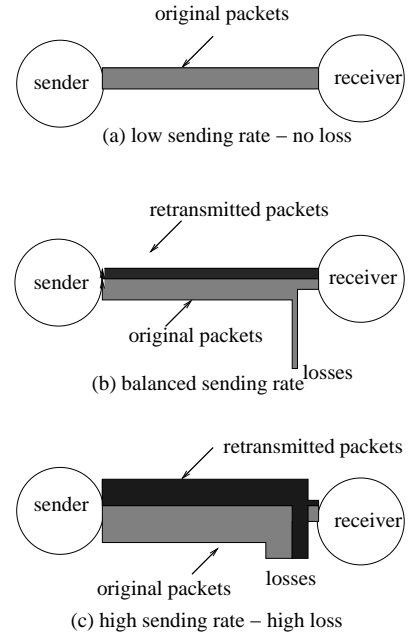 original packets
sender
receiver
(a) low sending rate – no loss
retransmitted packets
sender
receiver
original packets
losses
(b) balanced sending rate
retransmitted packets
sender
receiver
losses
original packets
(c) high sending rate – high loss